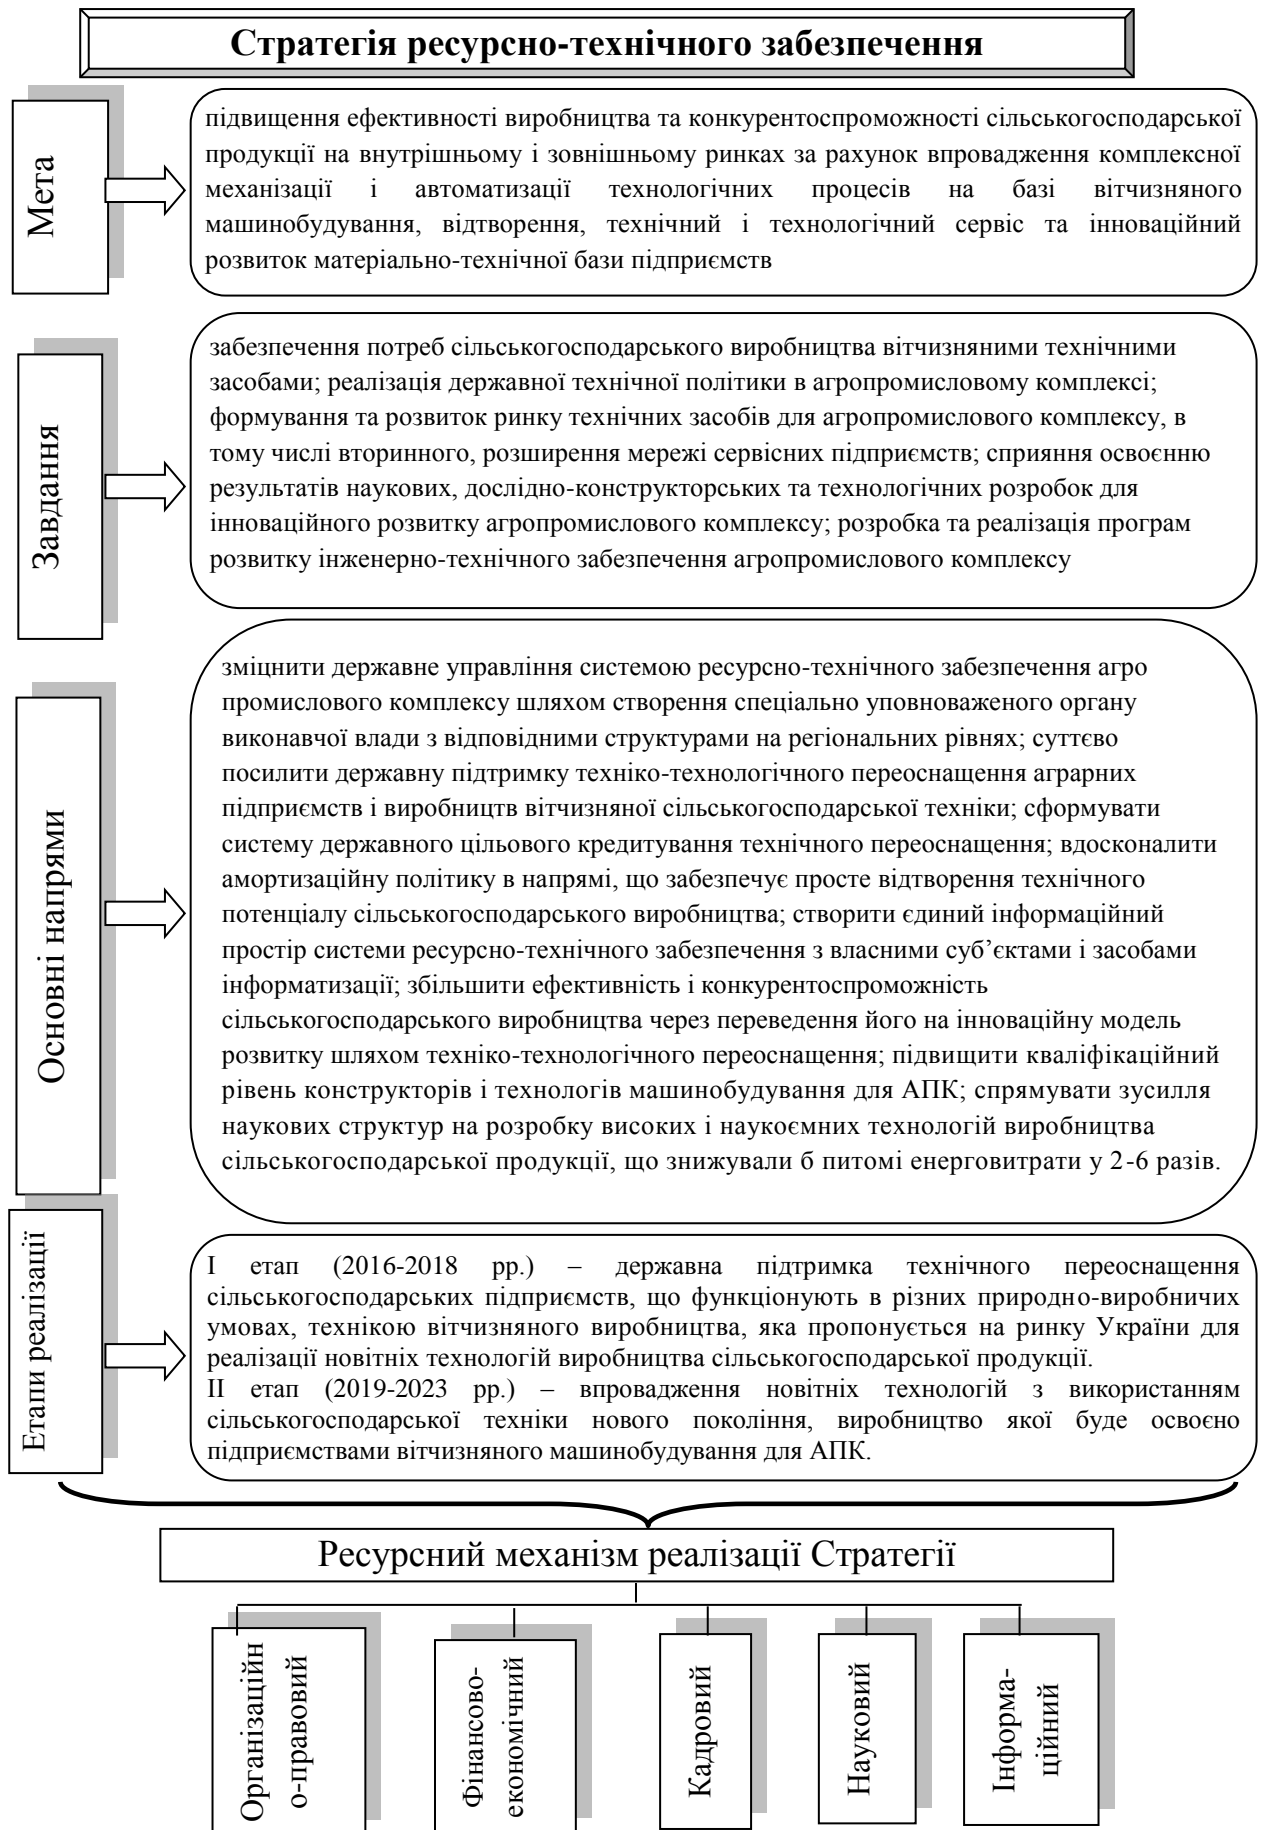 Стратегія ресурсно-технічного забезпечення
Мета
підвищення ефективності виробництва та конкурентоспроможності сільськогосподарської
продукції на внутрішньому і зовнішньому ринках за рахунок впровадження комплексної
механізації і автоматизації технологічних процесів на базі вітчизняного
машинобудування, відтворення, технічний і технологічний сервіс та інноваційний
розвиток матеріально-технічної бази підприємств
Завдання
забезпечення потреб сільськогосподарського виробництва вітчизняними технічними
засобами; реалізація державної технічної політики в агропромисловому комплексі;
формування та розвиток ринку технічних засобів для агропромислового комплексу, в
тому числі вторинного, розширення мережі сервісних підприємств; сприяння освоєнню
результатів наукових, дослідно-конструкторських та технологічних розробок для
інноваційного розвитку агропромислового комплексу; розробка та реалізація програм
розвитку інженерно-технічного забезпечення агропромислового комплексу
Основні напрями
зміцнити державне управління системою ресурсно-технічного забезпечення агро
промислового комплексу шляхом створення спеціально уповноваженого органу
виконавчої влади з відповідними структурами на регіональних рівнях; суттєво
посилити державну підтримку техніко-технологічного переоснащення аграрних
підприємств і виробництв вітчизняної сільськогосподарської техніки; сформувати
систему державного цільового кредитування технічного переоснащення; вдосконалити
амортизаційну політику в напрямі, що забезпечує просте відтворення технічного
потенціалу сільськогосподарського виробництва; створити єдиний інформаційний
простір системи ресурсно-технічного забезпечення з власними суб’єктами і засобами
інформатизації; збільшити ефективність і конкурентоспроможність
сільськогосподарського виробництва через переведення його на інноваційну модель
розвитку шляхом техніко-технологічного переоснащення; підвищити кваліфікаційний
рівень конструкторів і технологів машинобудування для АПК; спрямувати зусилля
наукових структур на розробку високих і наукоємних технологій виробництва
сільськогосподарської продукції, що знижували б питомі енерговитрати у 2-6 разів.
Етапи реалізації
І етап (2016-2018 рр.) – державна підтримка технічного переоснащення
сільськогосподарських підприємств, що функціонують в різних природно-виробничих
умовах, технікою вітчизняного виробництва, яка пропонується на ринку України для
реалізації новітніх технологій виробництва сільськогосподарської продукції.
ІІ етап (2019-2023 рр.) – впровадження новітніх технологій з використанням
сільськогосподарської техніки нового покоління, виробництво якої буде освоєно
підприємствами вітчизняного машинобудування для АПК.
Ресурсний механізм реалізації Стратегії
Організаційн
о-правовий
Фінансово-
економічний
Кадровий
Науковий
Інформа-
ційний